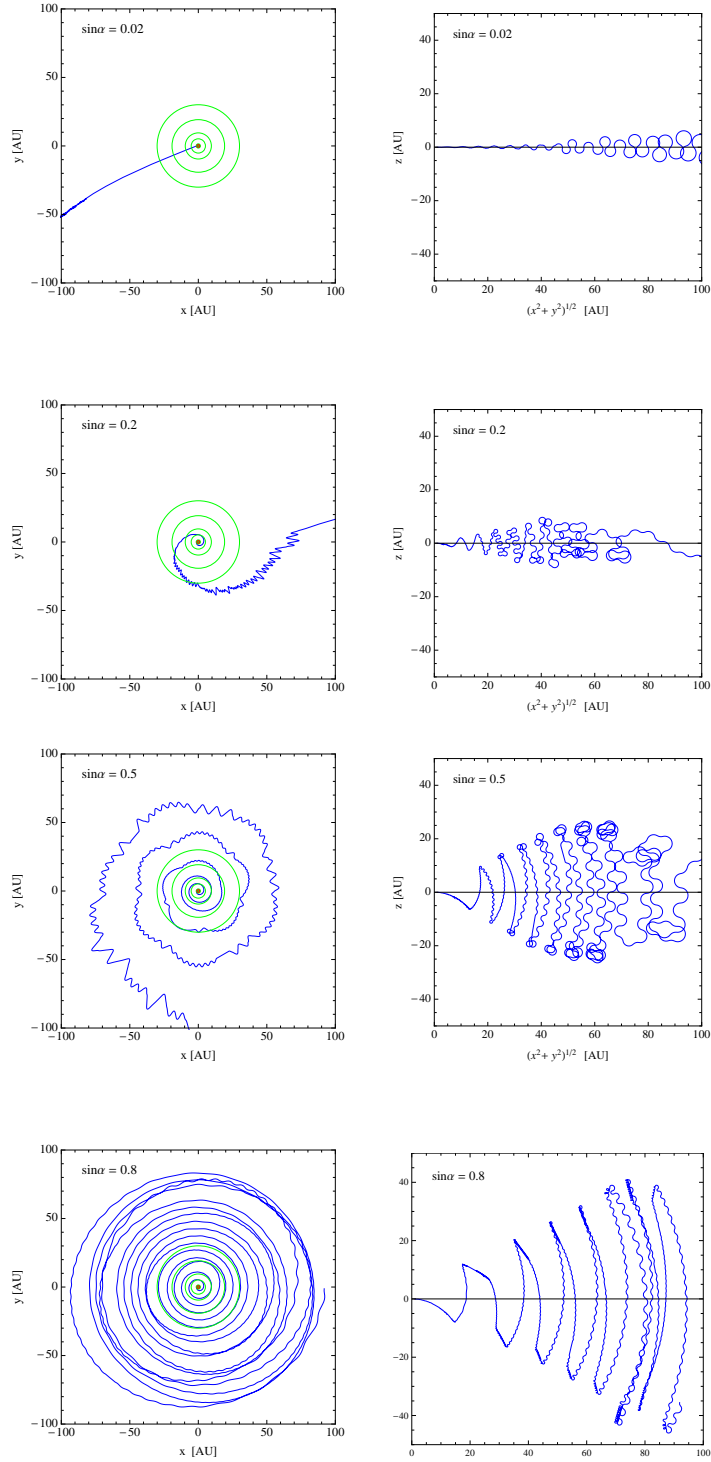 sinα = 0.02
100
50
0
−50
−100
y [AU]
−100 −50 0 50 100
x [AU]
sinα = 0.02
40
20
0
−20
−40
z [AU]
0 20 40 60 80 100
(x²+ y²)^1/2 [AU]
sinα = 0.2
100
50
0
−50
−100
y [AU]
−100 −50 0 50 100
x [AU]
sinα = 0.2
40
20
0
−20
−40
z [AU]
0 20 40 60 80 100
(x²+ y²)^1/2 [AU]
sinα = 0.5
100
50
0
−50
−100
y [AU]
−100 −50 0 50 100
x [AU]
sinα = 0.5
40
20
0
−20
−40
z [AU]
0 20 40 60 80 100
(x²+ y²)^1/2 [AU]
sinα = 0.8
100
50
0
−50
−100
y [AU]
−100 −50 0 50 100
x [AU]
sinα = 0.8
40
20
0
−20
−40
0 20 40 60 80 100